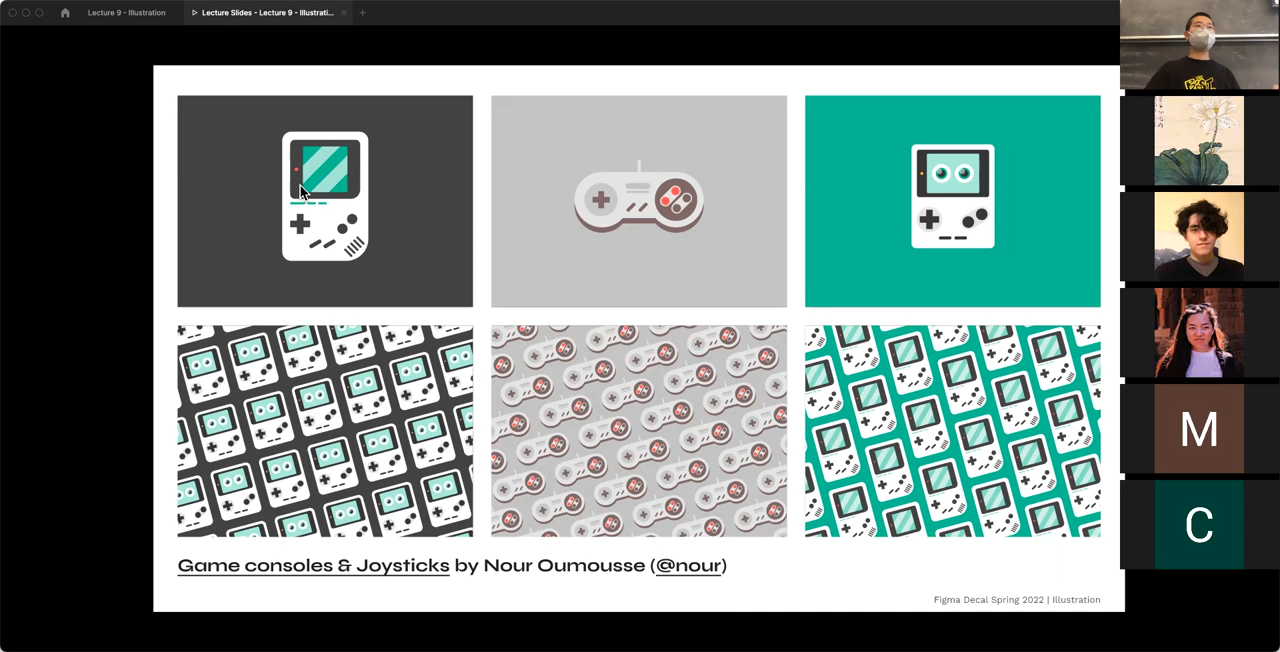 Lecture 9 - Illustration
Lecture Slides - Lecture 9 - Illustrati...
Game consoles & Joysticks by Nour Oumousse (@nour)
Figma Decal Spring 2022 | Illustration
M
C